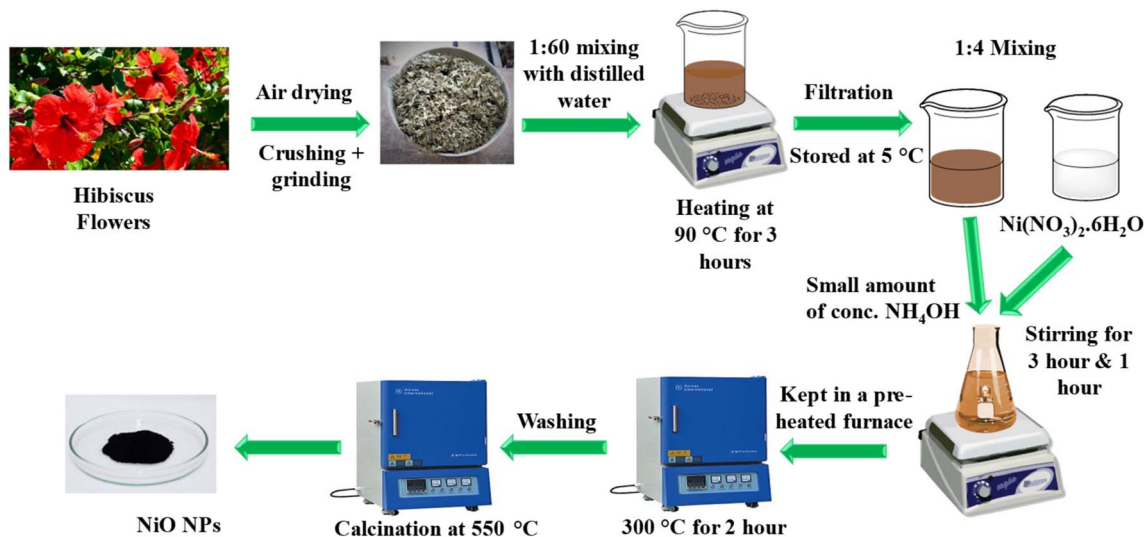 Hibiscus
Flowers
Air drying
Crushing +
grinding
1:60 mixing
with distilled
water
Heating at
90 °C for 3
hours
Filtration
Stored at 5 °C
1:4 Mixing
Ni(NO₃)₂.6H₂O
Small amount
of conc. NH₄OH
Stirring for
3 hour & 1
hour
Kept in a pre-
heated furnace
300 °C for 2 hour
Washing
Calcination at 550 °C
NiO NPs